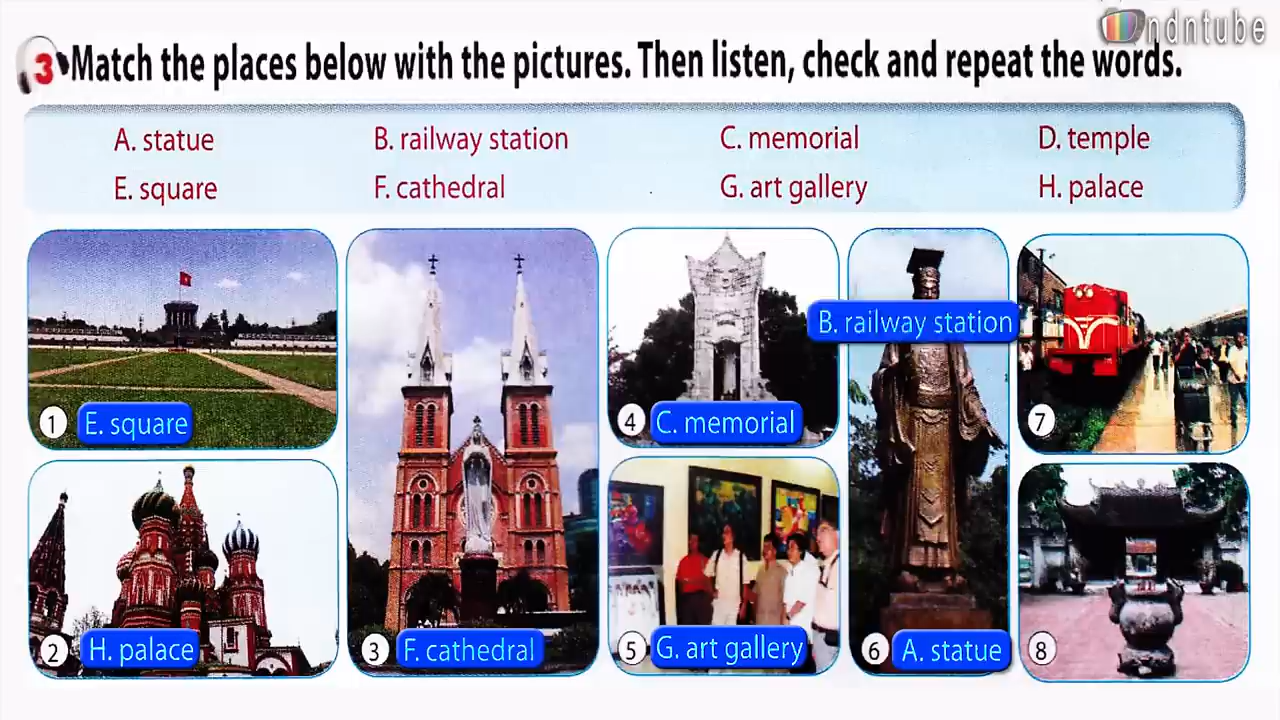 ndntube
3 Match the places below with the pictures. Then listen, check and repeat the words.
A. statue B. railway station C. memorial D. temple
E. square F. cathedral G. art gallery H. palace
B. railway station
1 E. square
4 C. memorial
7
2 H. palace
3 F. cathedral
5 G. art gallery
6 A. statue
8